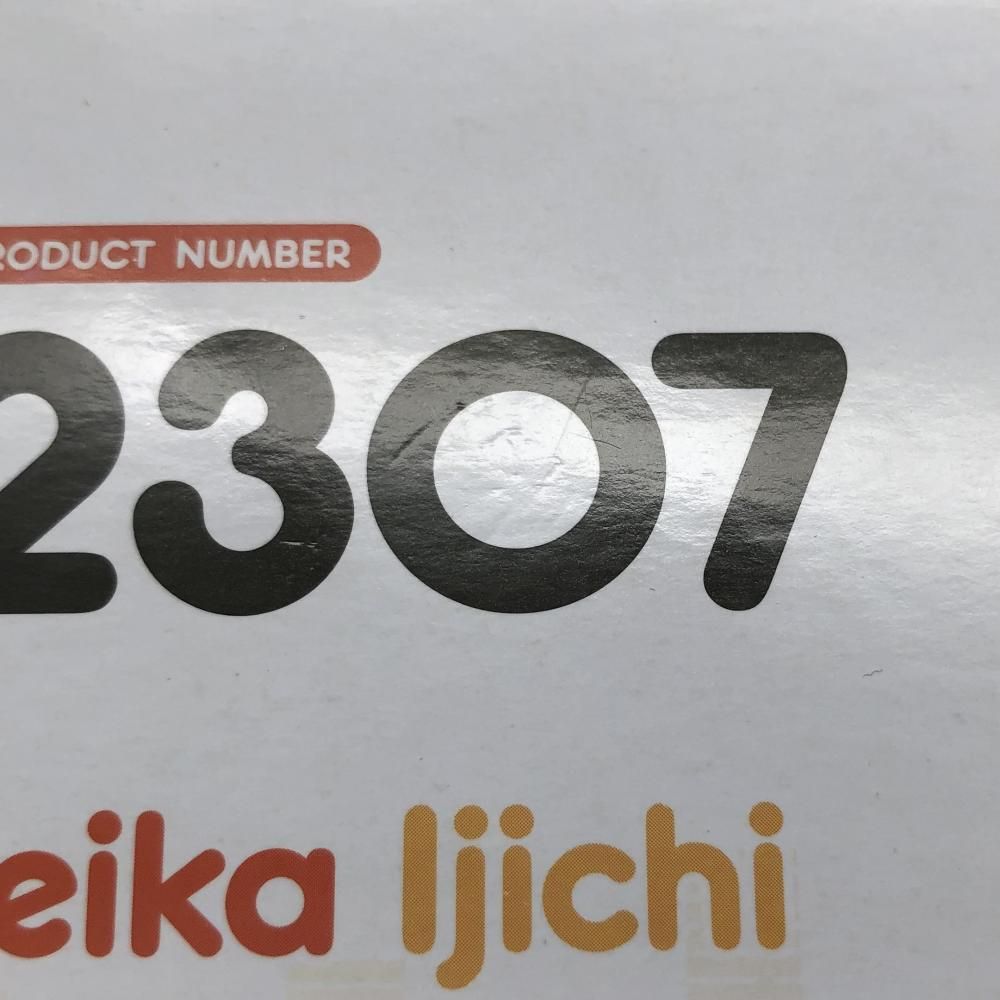 RODUCT NUMBER
2307
eika Ijichi